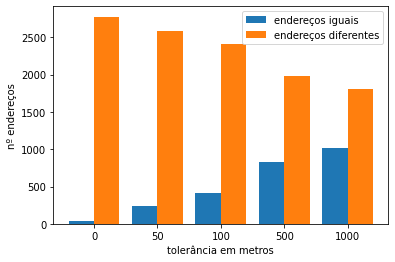 endereços iguais
endereços diferentes
nº endereços
2500
2000
1500
1000
500
0
0 50 100 500 1000
tolerância em metros